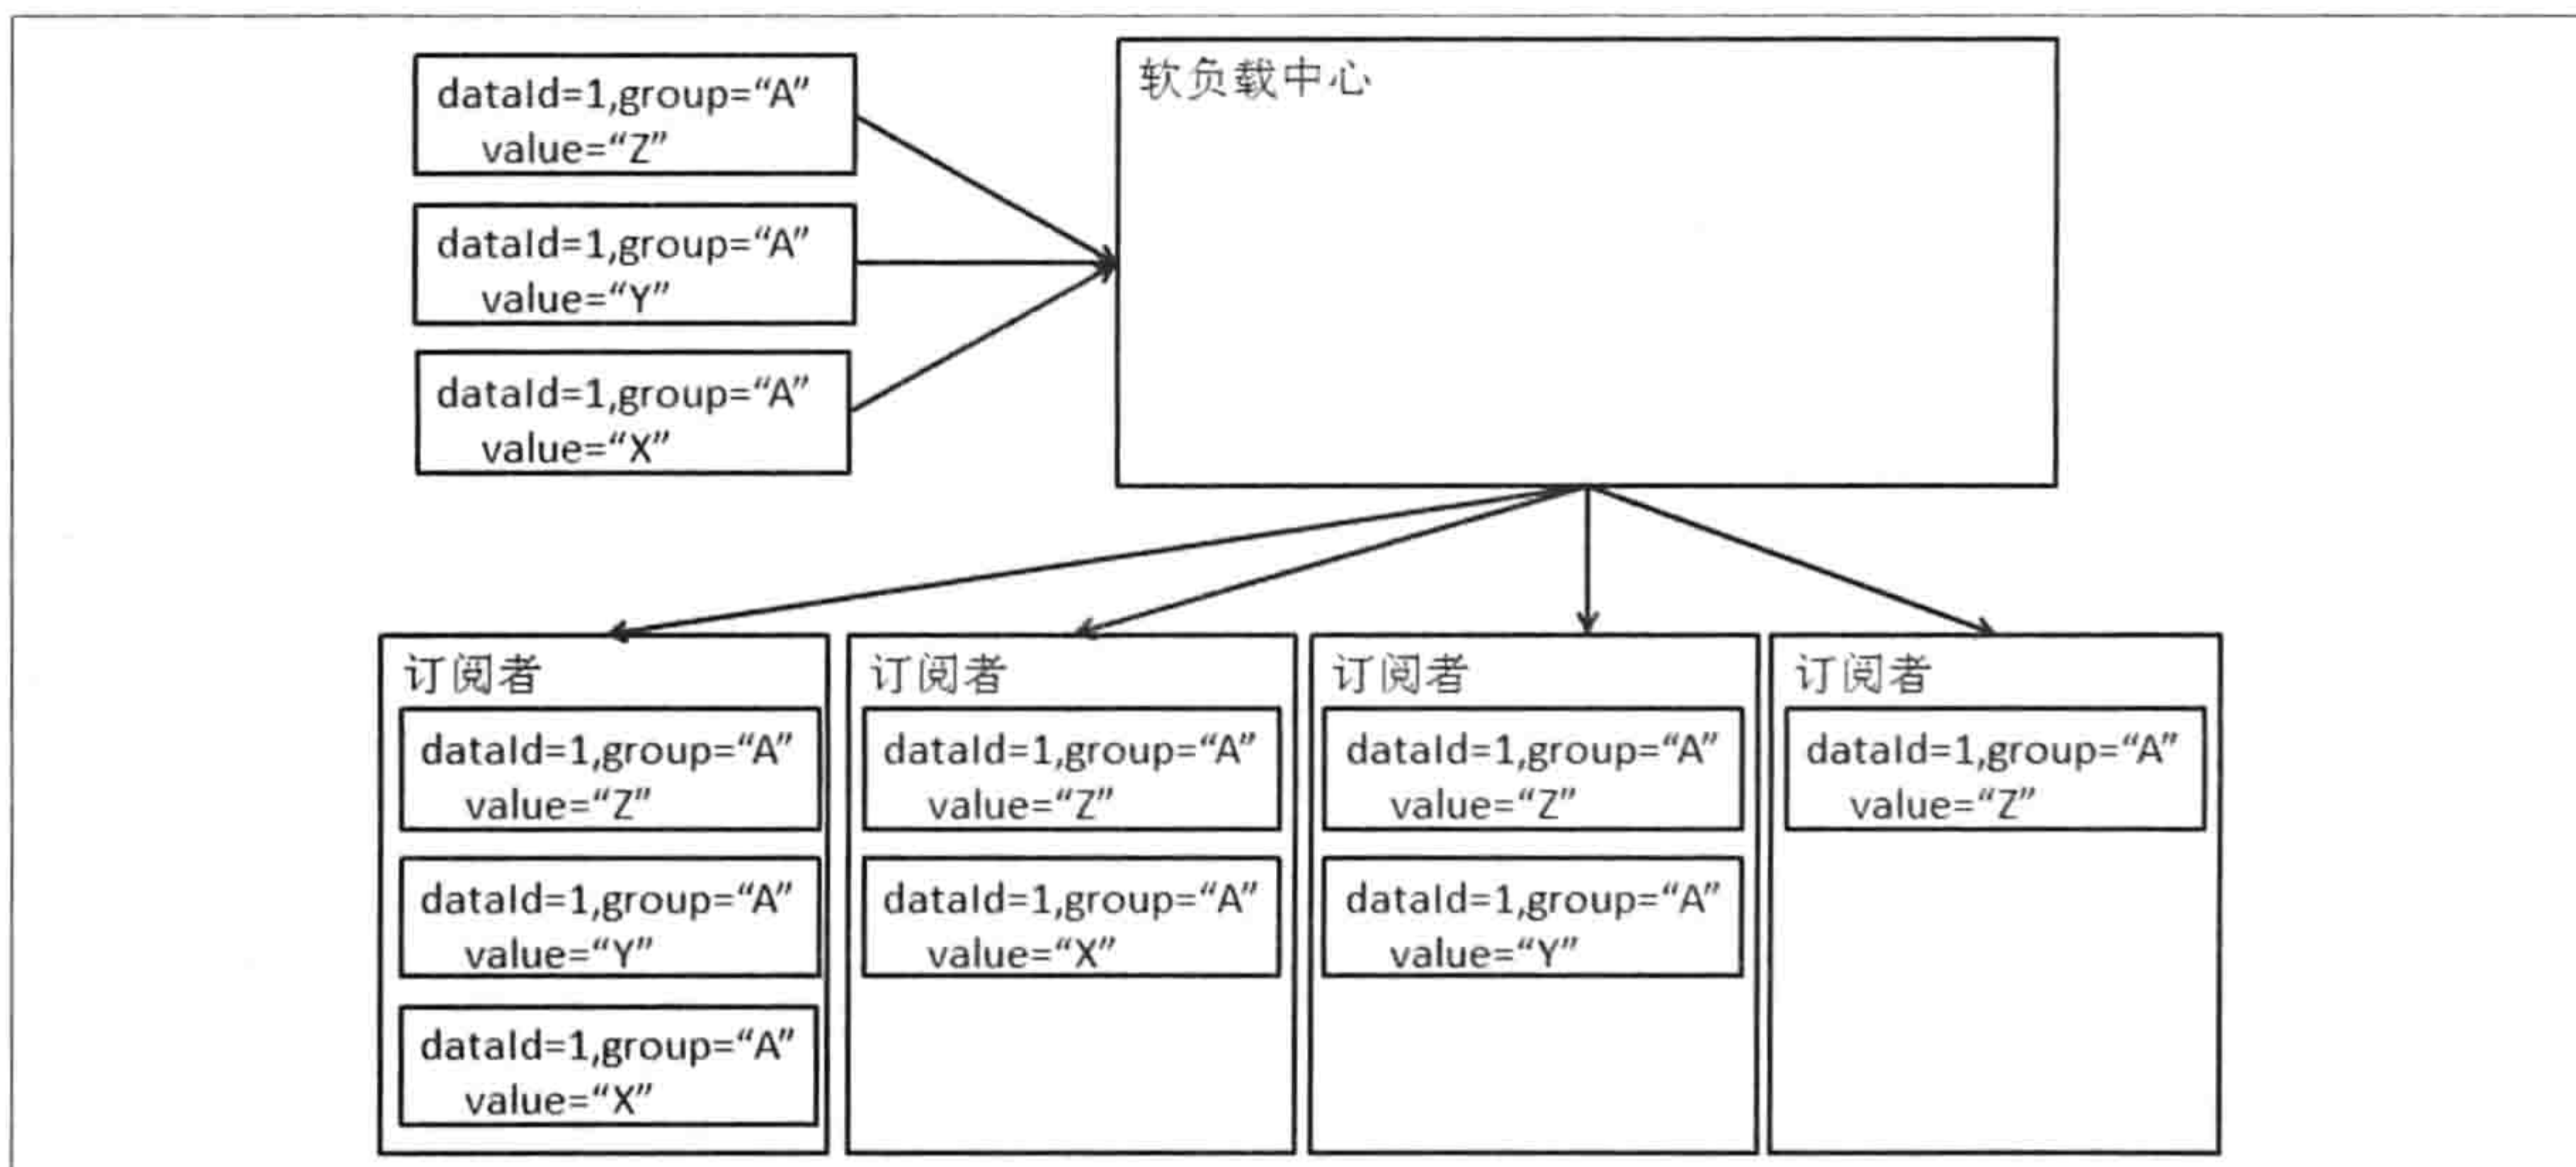 dataId=1,group=“A”
value=“Z”
dataId=1,group=“A”
value=“Y”
dataId=1,group=“A”
value=“X”
软负载中心
订阅者
dataId=1,group=“A”
value=“Z”
dataId=1,group=“A”
value=“Y”
dataId=1,group=“A”
value=“X”
订阅者
dataId=1,group=“A”
value=“Z”
dataId=1,group=“A”
value=“X”
订阅者
dataId=1,group=“A”
value=“Z”
dataId=1,group=“A”
value=“Y”
订阅者
dataId=1,group=“A”
value=“Z”